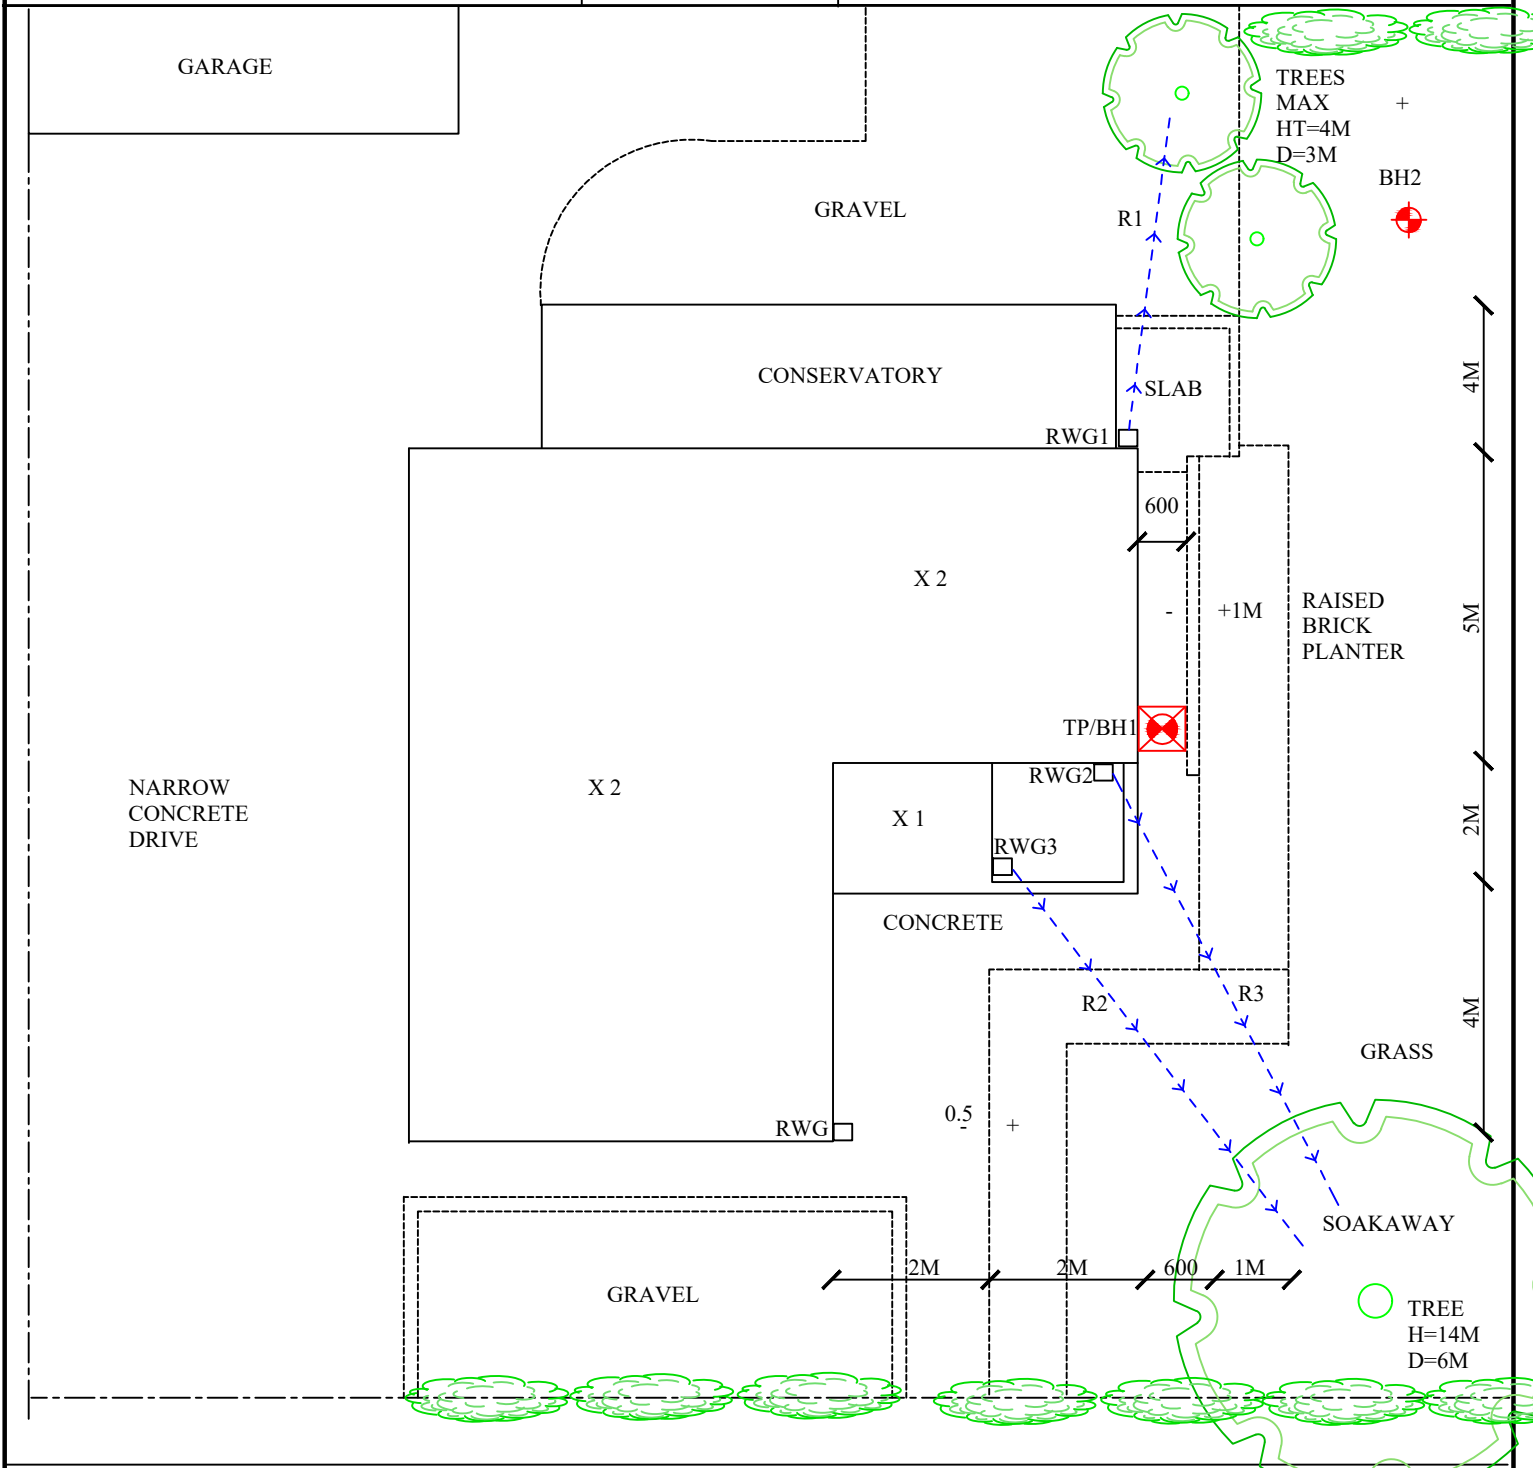 GARAGE
TREES
MAX
HT=4M
D=3M
+
BH2
GRAVEL
R1
CONSERVATORY
SLAB
4M
RWG1
600
X 2
-
+1M
RAISED
BRICK
PLANTER
5M
TP/BH1
NARROW
CONCRETE
DRIVE
X 2
X 1
RWG2
RWG3
2M
CONCRETE
R2
R3
4M
GRASS
0.5
-
+
RWG
SOAKAWAY
2M
2M
600
1M
GRAVEL
TREE
H=14M
D=6M